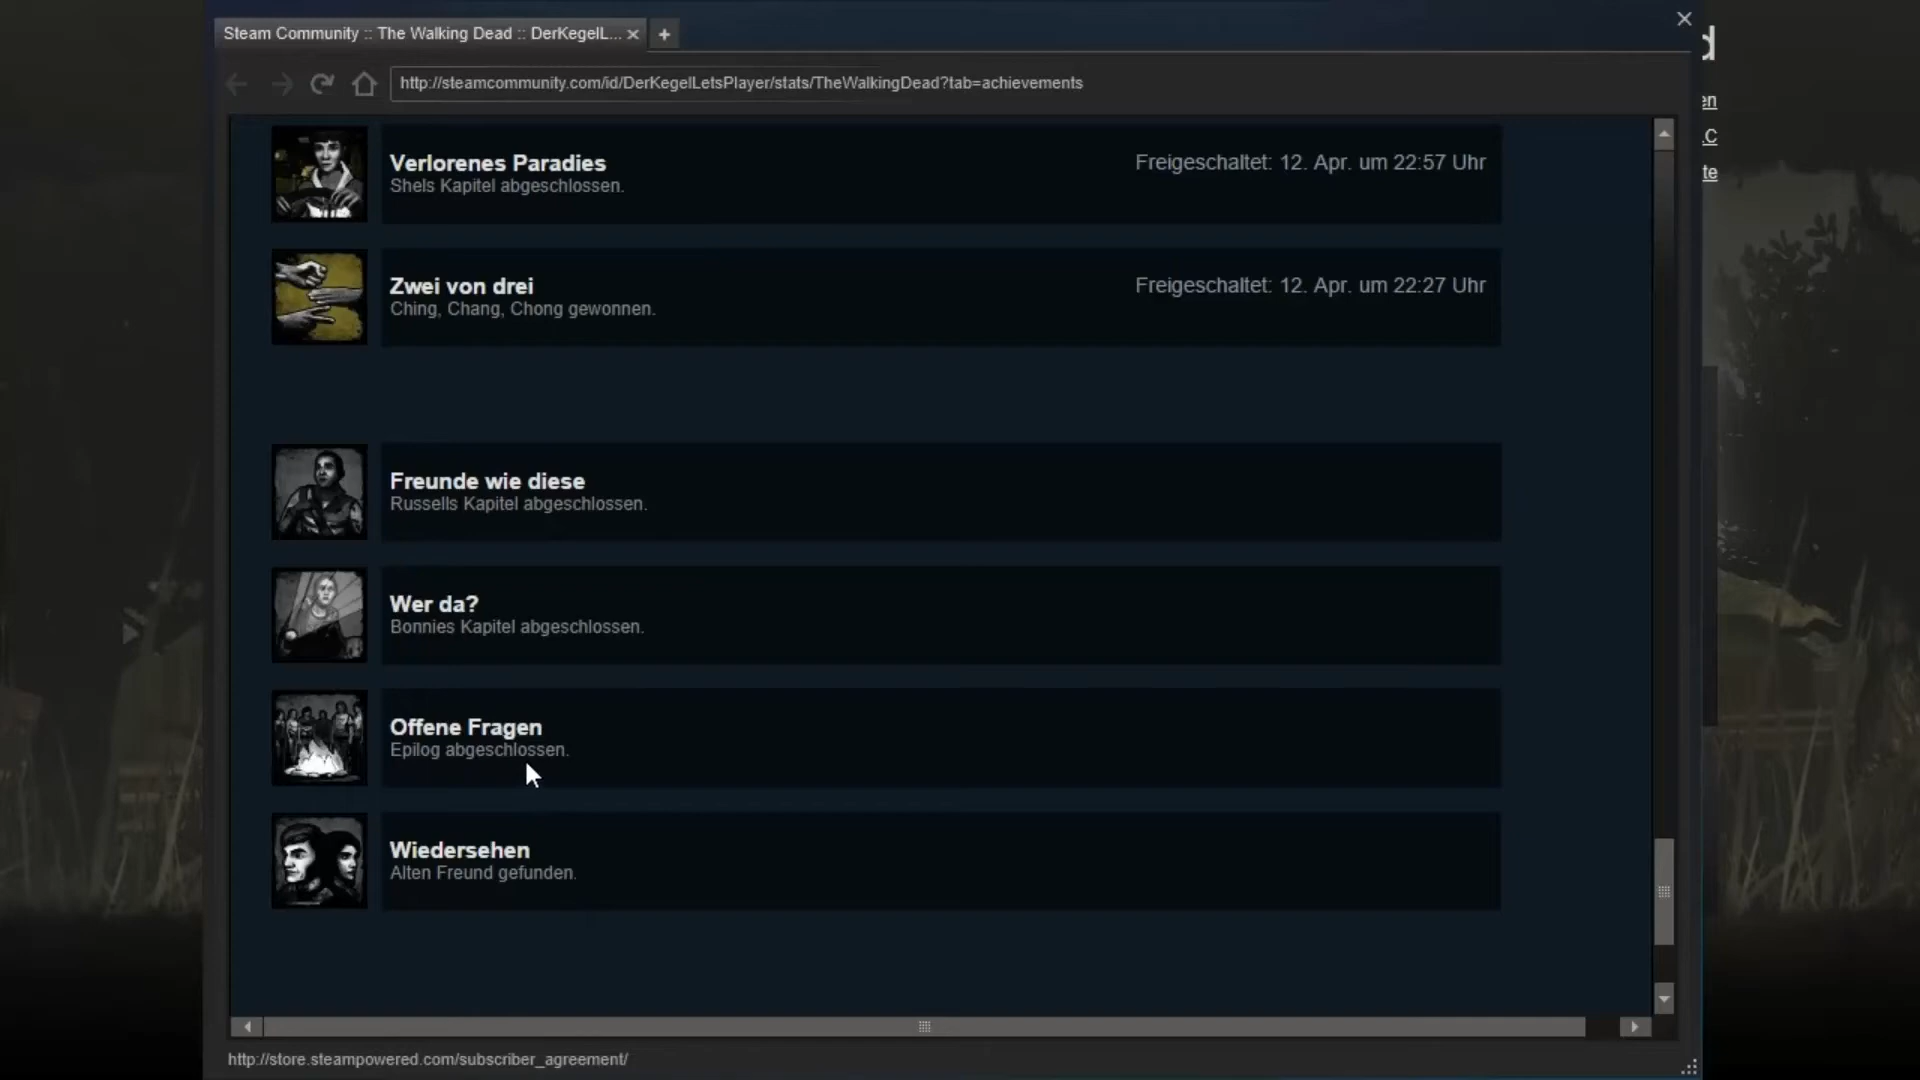 Steam Community :: The Walking Dead :: DerKegelL...
http://steamcommunity.com/id/DerKegelLetsPlayer/stats/TheWalkingDead?tab=achievements
d
en
.C
te
Verlorenes Paradies
Freigeschaltet: 12. Apr. um 22:57 Uhr
Shels Kapitel abgeschlossen.
Zwei von drei
Freigeschaltet: 12. Apr. um 22:27 Uhr
Ching, Chang, Chong gewonnen.
Freunde wie diese
Russells Kapitel abgeschlossen.
Wer da?
Bonnies Kapitel abgeschlossen.
Offene Fragen
Epilog abgeschlossen.
Wiedersehen
Alten Freund gefunden.
http://store.steampowered.com/subscriber_agreement/